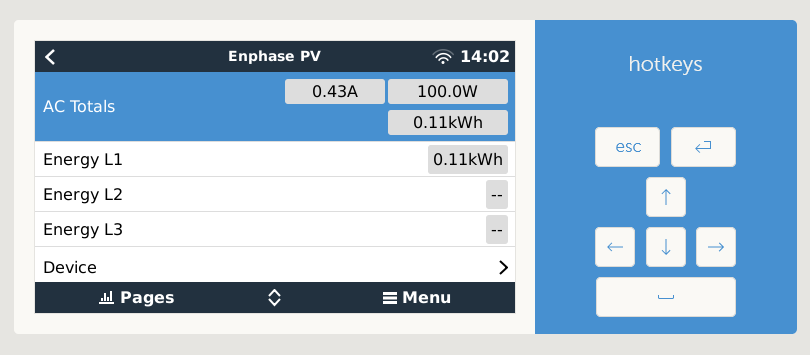 Enphase PV 14:02
AC Totals 0.43A 100.0W
0.11kWh
Energy L1 0.11kWh
Energy L2 --
Energy L3 --
Device
Pages Menu
hotkeys
esc